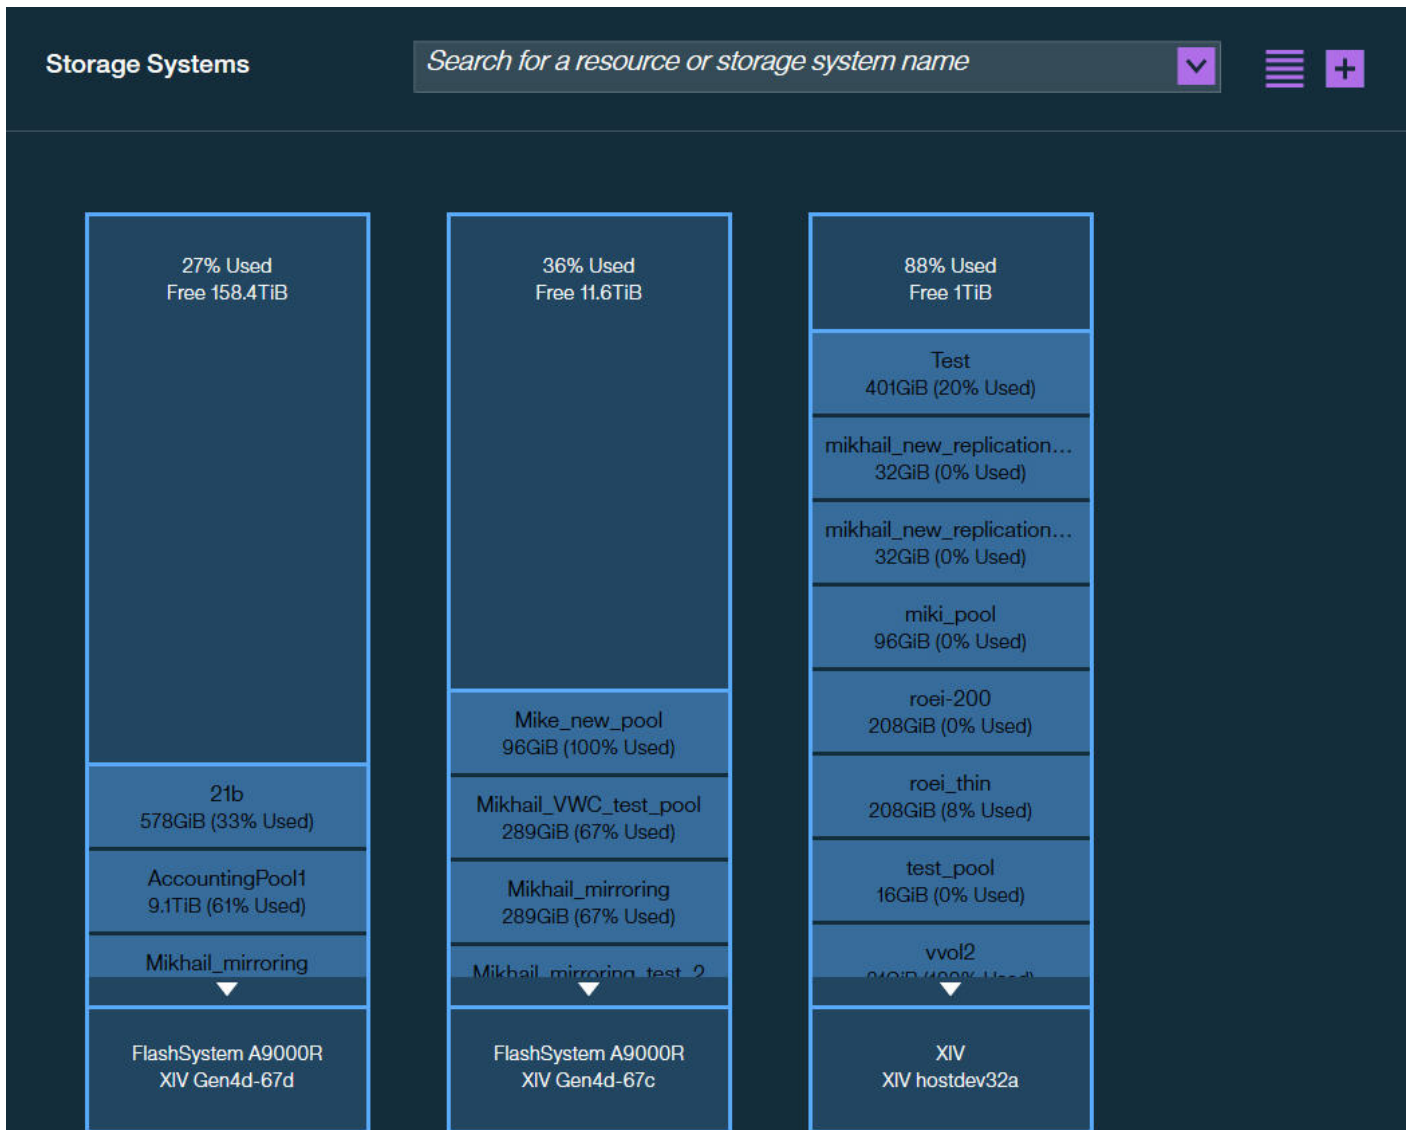 Storage Systems
Search for a resource or storage system name
27% Used
Free 158.4TiB
21b
578GiB (33% Used)
AccountingPool1
9.1TiB (61% Used)
Mikhail_mirroring
FlashSystem A9000R
XIV Gen4d-67d
36% Used
Free 11.6TiB
Mike_new_pool
96GiB (100% Used)
Mikhail_VWC_test_pool
289GiB (67% Used)
Mikhail_mirroring
289GiB (67% Used)
Mikhail_mirroring_test_2
FlashSystem A9000R
XIV Gen4d-67c
88% Used
Free 1TiB
Test
401GiB (20% Used)
mikhail_new_replication...
32GiB (0% Used)
mikhail_new_replication...
32GiB (0% Used)
miki_pool
96GiB (0% Used)
roei-200
208GiB (0% Used)
roei_thin
208GiB (8% Used)
test_pool
16GiB (0% Used)
vvol2
XIV
XIV hostdev32a